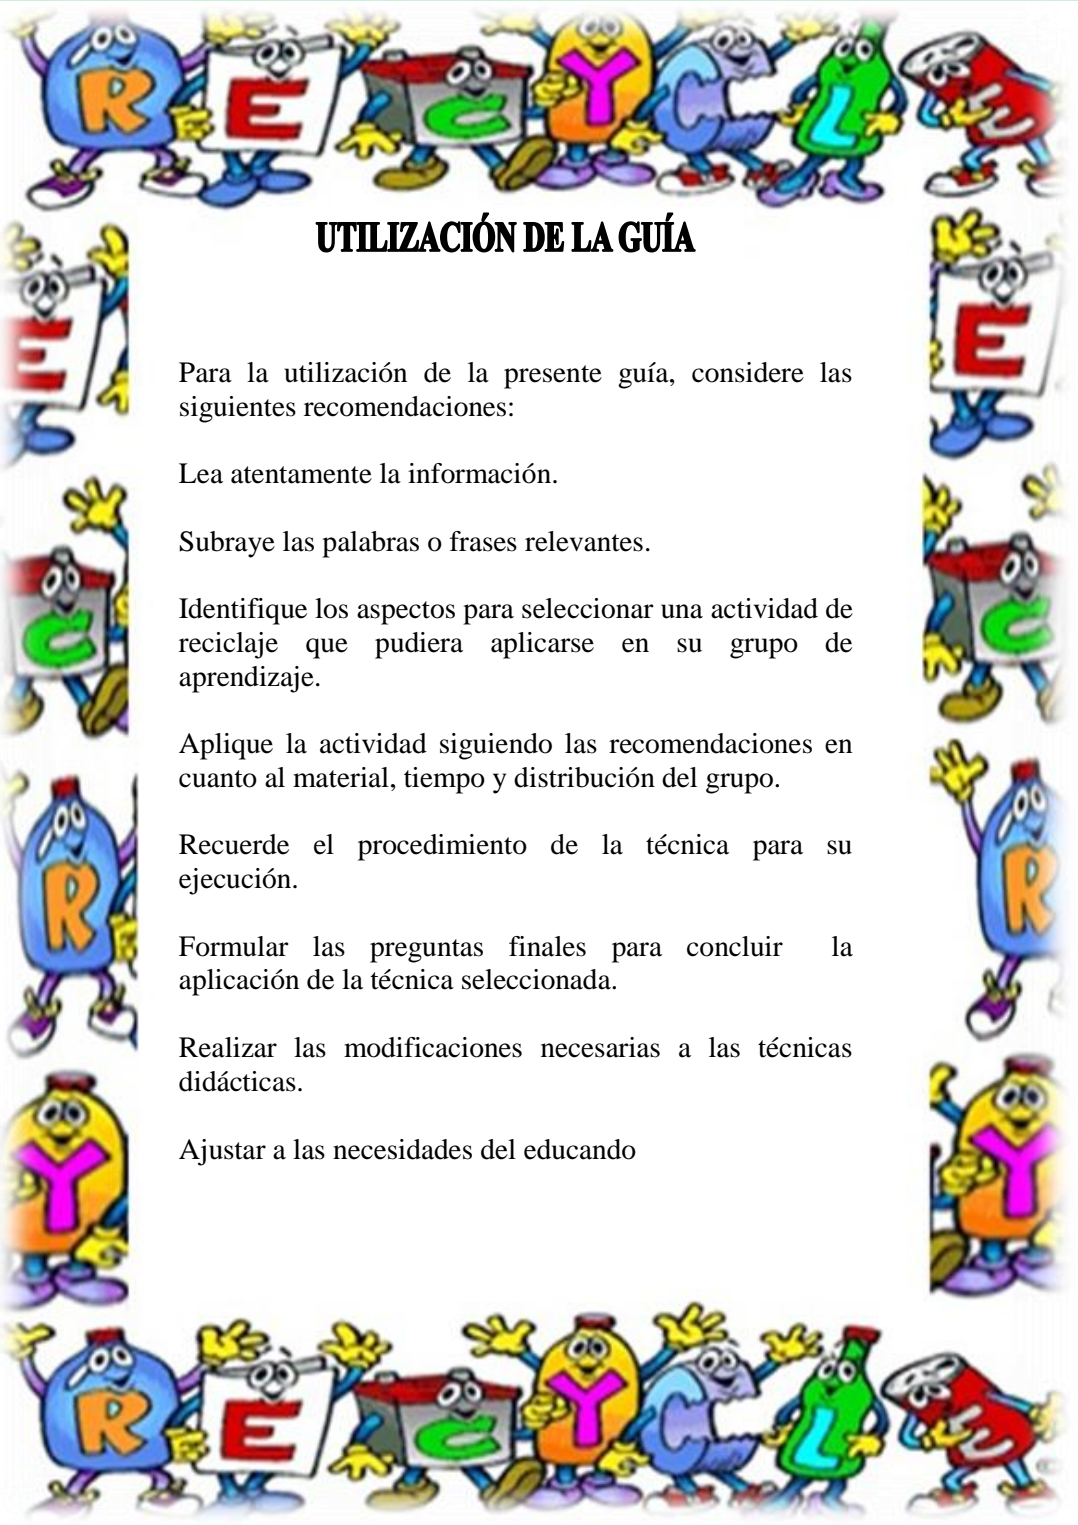 R E C Y C L E
UTILIZACIÓN DE LA GUÍA
Para la utilización de la presente guía, considere las
siguientes recomendaciones:
Lea atentamente la información.
Subraye las palabras o frases relevantes.
Identifique los aspectos para seleccionar una actividad de
reciclaje que pudiera aplicarse en su grupo de
aprendizaje.
Aplique la actividad siguiendo las recomendaciones en
cuanto al material, tiempo y distribución del grupo.
Recuerde el procedimiento de la técnica para su
ejecución.
Formular las preguntas finales para concluir la
aplicación de la técnica seleccionada.
Realizar las modificaciones necesarias a las técnicas
didácticas.
Ajustar a las necesidades del educando
E
E
C
C
R
R
Y
Y
R E C Y C L E